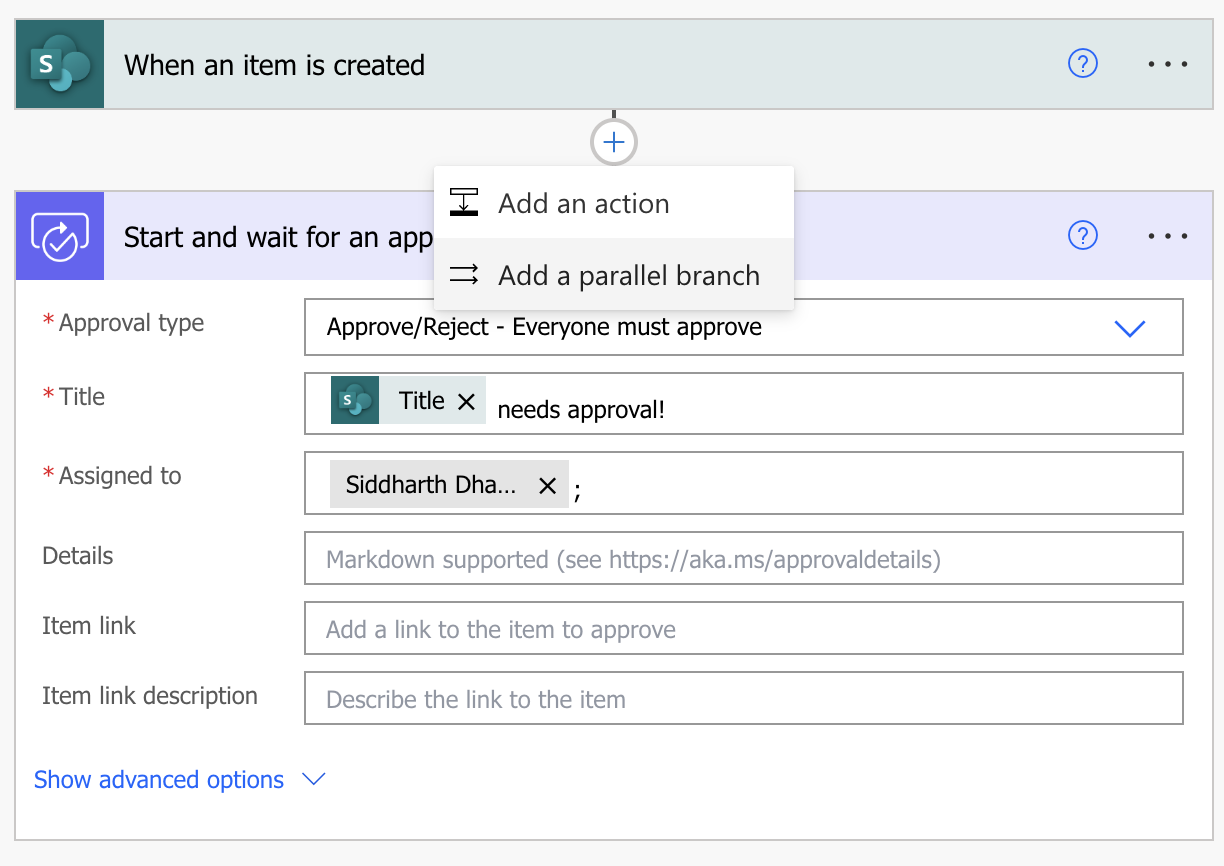 S
When an item is created
?
Add an action
Start and wait for an app
?
Add a parallel branch
* Approval type
Approve/Reject - Everyone must approve
* Title
S Title × needs approval!
* Assigned to
Siddharth Dha... × ;
Details
Markdown supported (see https://aka.ms/approvaldetails)
Item link
Add a link to the item to approve
Item link description
Describe the link to the item
Show advanced options